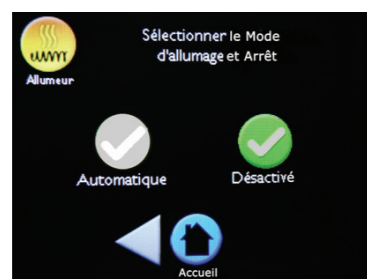 Sélectionner le Mode
d'allumage et Arrêt
Allumeur
Automatique
Désactivé
Accueil